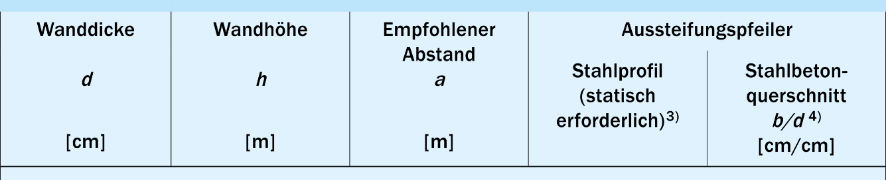 Wanddicke
d
[cm]
Wandhöhe
h
[m]
Empfohlener
Abstand
a
[m]
Aussteifungspfeiler
Stahlprofil
(statisch
erforderlich)³⁾
Stahlbeton-
querschnitt
b/d ⁴⁾
[cm/cm]